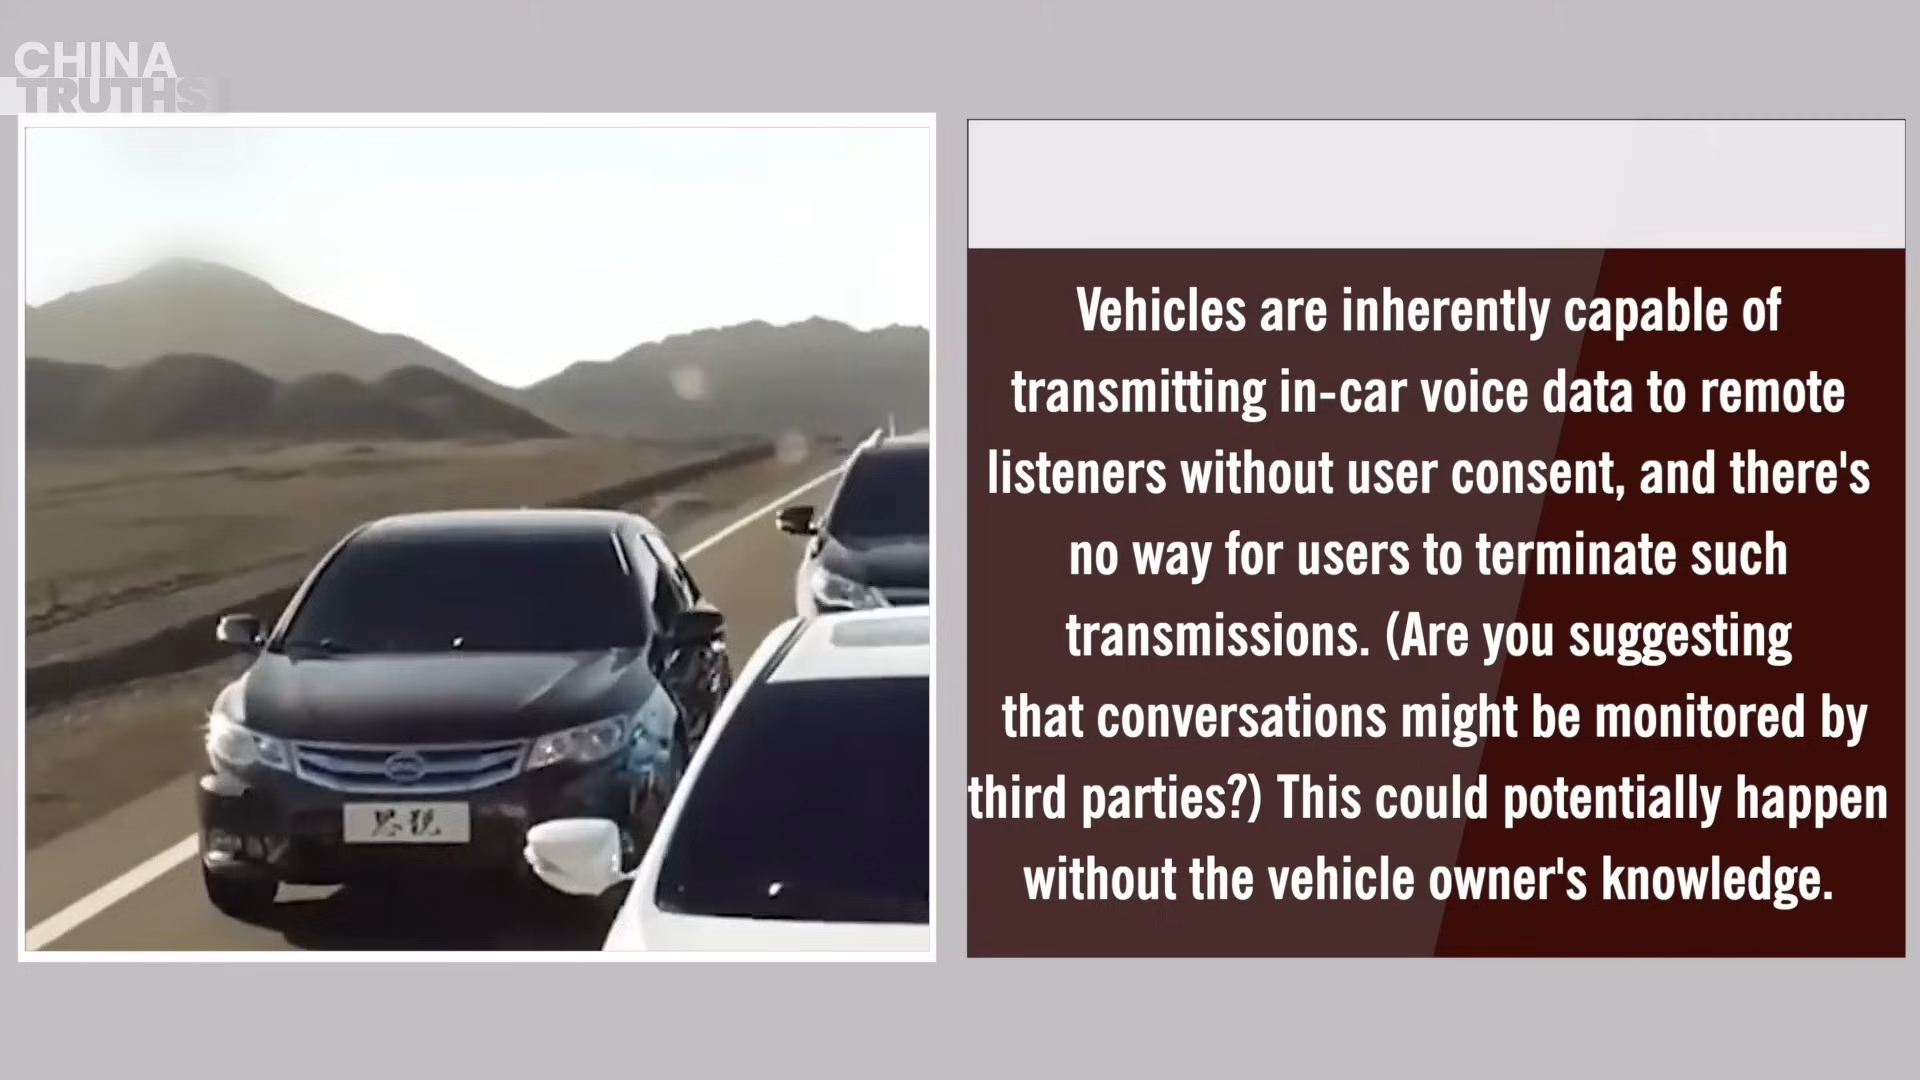 CHINA
TRUTHS
Vehicles are inherently capable of
transmitting in-car voice data to remote
listeners without user consent, and there's
no way for users to terminate such
transmissions. (Are you suggesting
that conversations might be monitored by
third parties?) This could potentially happen
without the vehicle owner's knowledge.